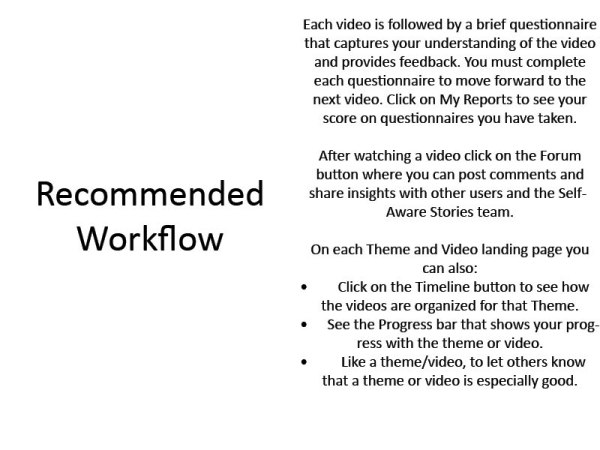 Recommended
Workflow
Each video is followed by a brief questionnaire
that captures your understanding of the video
and provides feedback. You must complete
each questionnaire to move forward to the
next video. Click on My Reports to see your
score on questionnaires you have taken.
After watching a video click on the Forum
button where you can post comments and
share insights with other users and the Self-
Aware Stories team.
On each Theme and Video landing page you
can also:
• Click on the Timeline button to see how
the videos are organized for that Theme.
• See the Progress bar that shows your prog-
ress with the theme or video.
• Like a theme/video, to let others know
that a theme or video is especially good.